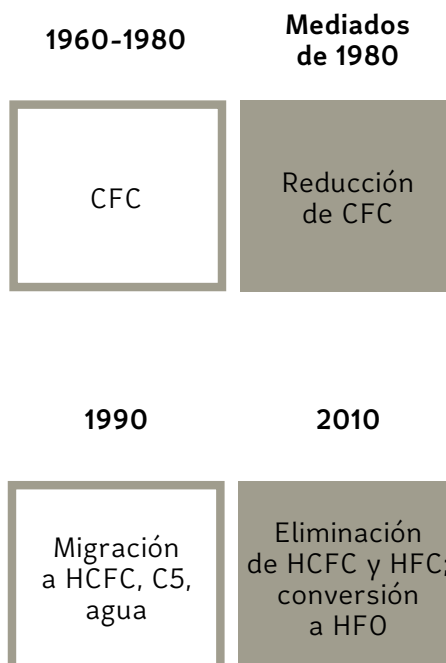 1960-1980
Mediados
de 1980
CFC
Reducción
de CFC
1990
2010
Migración
a HCFC, C5,
agua
Eliminación
de HCFC y HFC;
conversión
a HFO